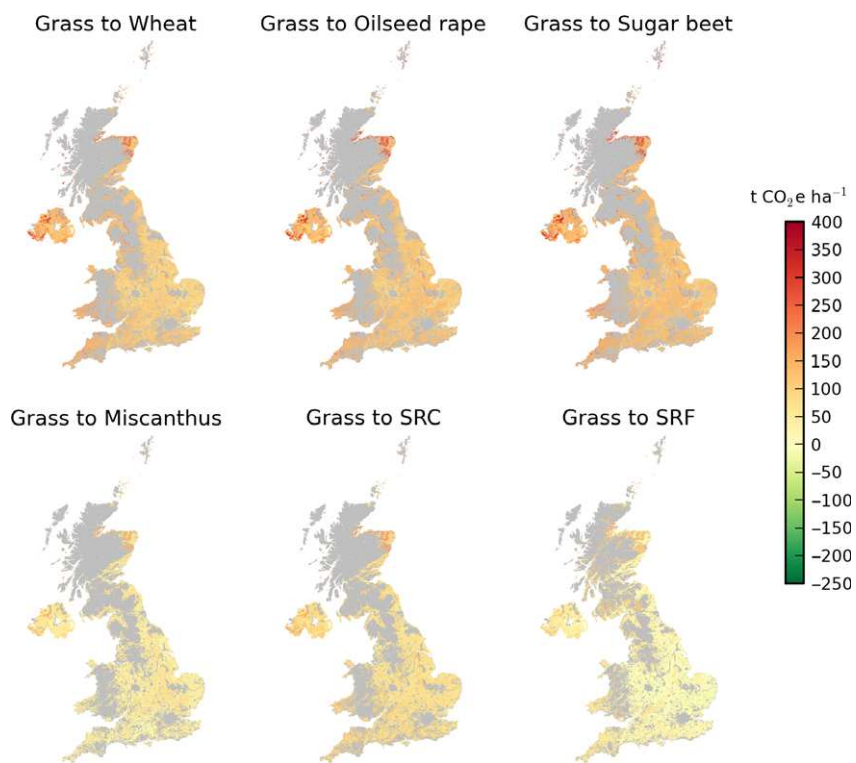 Grass to Wheat
Grass to Oilseed rape
Grass to Sugar beet
t CO₂e ha⁻¹
400
350
300
250
200
150
100
50
0
−50
−100
−150
−200
−250
Grass to Miscanthus
Grass to SRC
Grass to SRF